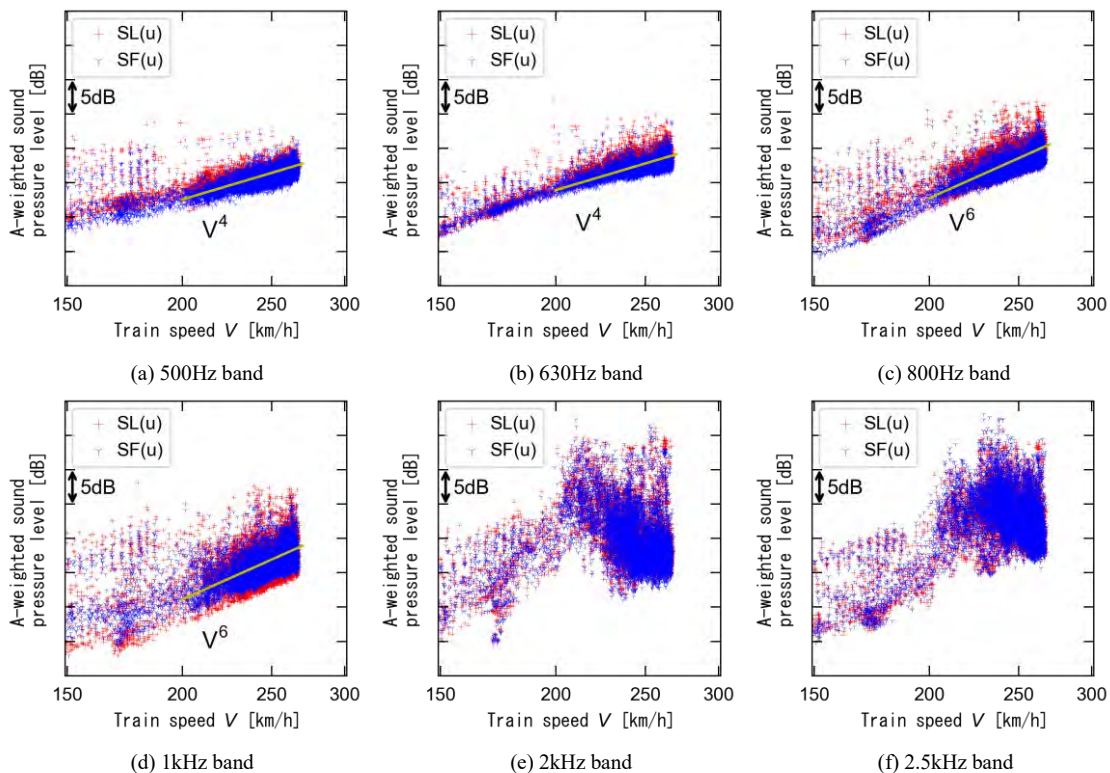 SL(u)
SF(u)
5dB
A-weighted sound
pressure level [dB]
V⁴
150
200
250
300
Train speed V [km/h]
(a) 500Hz band
SL(u)
SF(u)
5dB
A-weighted sound
pressure level [dB]
V⁴
150
200
250
300
Train speed V [km/h]
(b) 630Hz band
SL(u)
SF(u)
5dB
A-weighted sound
pressure level [dB]
V⁶
150
200
250
300
Train speed V [km/h]
(c) 800Hz band
SL(u)
SF(u)
5dB
A-weighted sound
pressure level [dB]
V⁶
150
200
250
300
Train speed V [km/h]
(d) 1kHz band
SL(u)
SF(u)
5dB
A-weighted sound
pressure level [dB]
150
200
250
300
Train speed V [km/h]
(e) 2kHz band
SL(u)
SF(u)
5dB
A-weighted sound
pressure level [dB]
150
200
250
300
Train speed V [km/h]
(f) 2.5kHz band